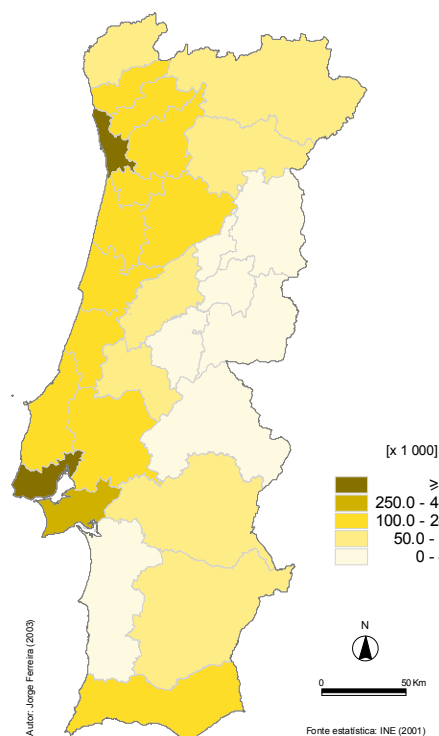 [x 1 000]
≥
250.0 - 4
100.0 - 2
50.0 -
0 -
N
0 50 Km
Autor: Jorge Ferreira (2003)
Fonte estatística: INE (2001)